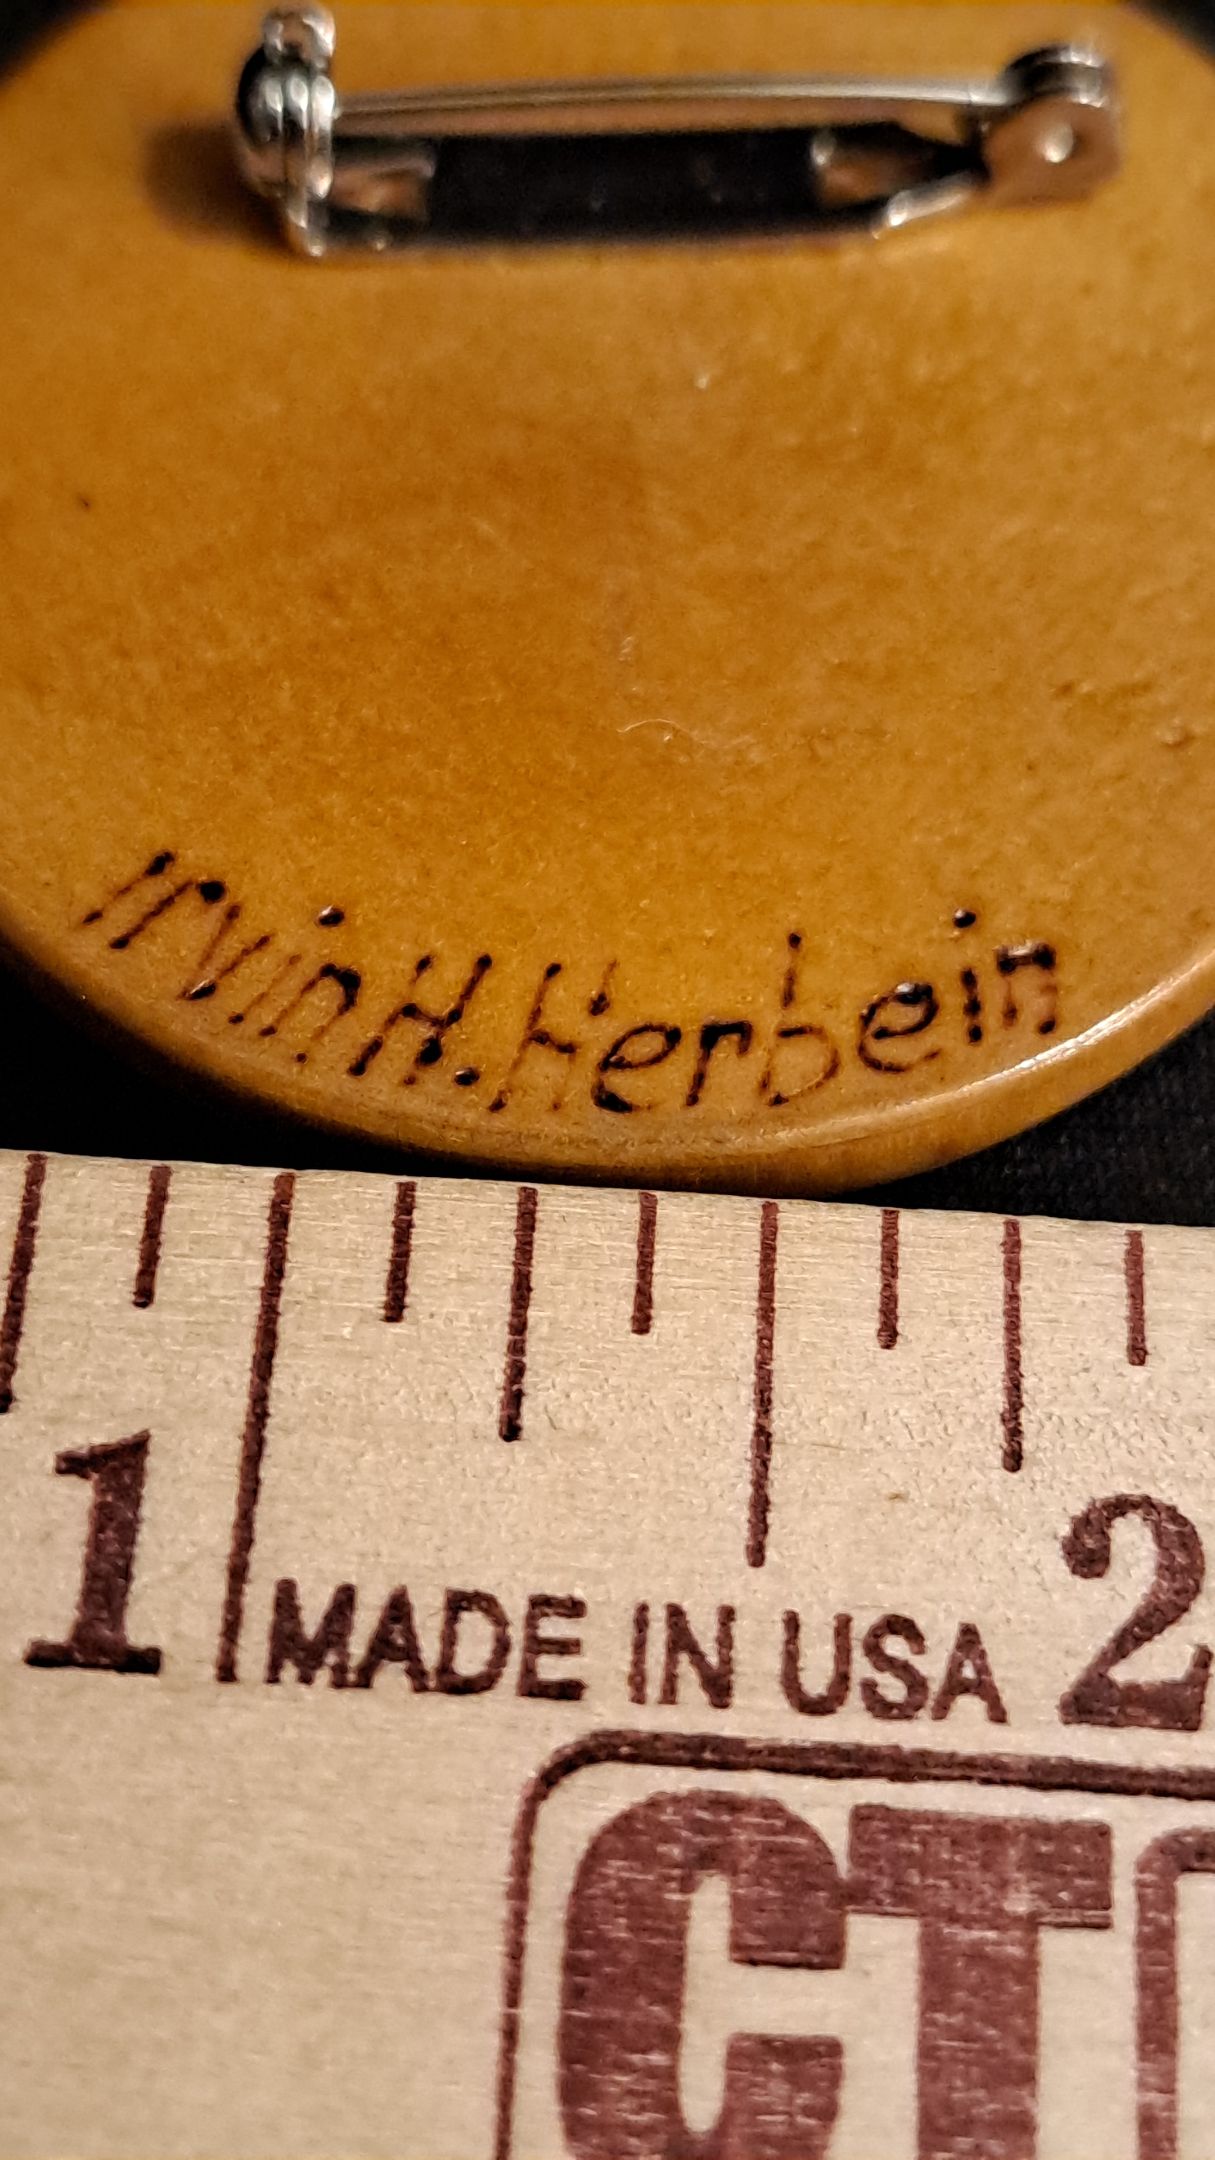 Irvin H. Herbein
1 MADE IN USA 2
CT